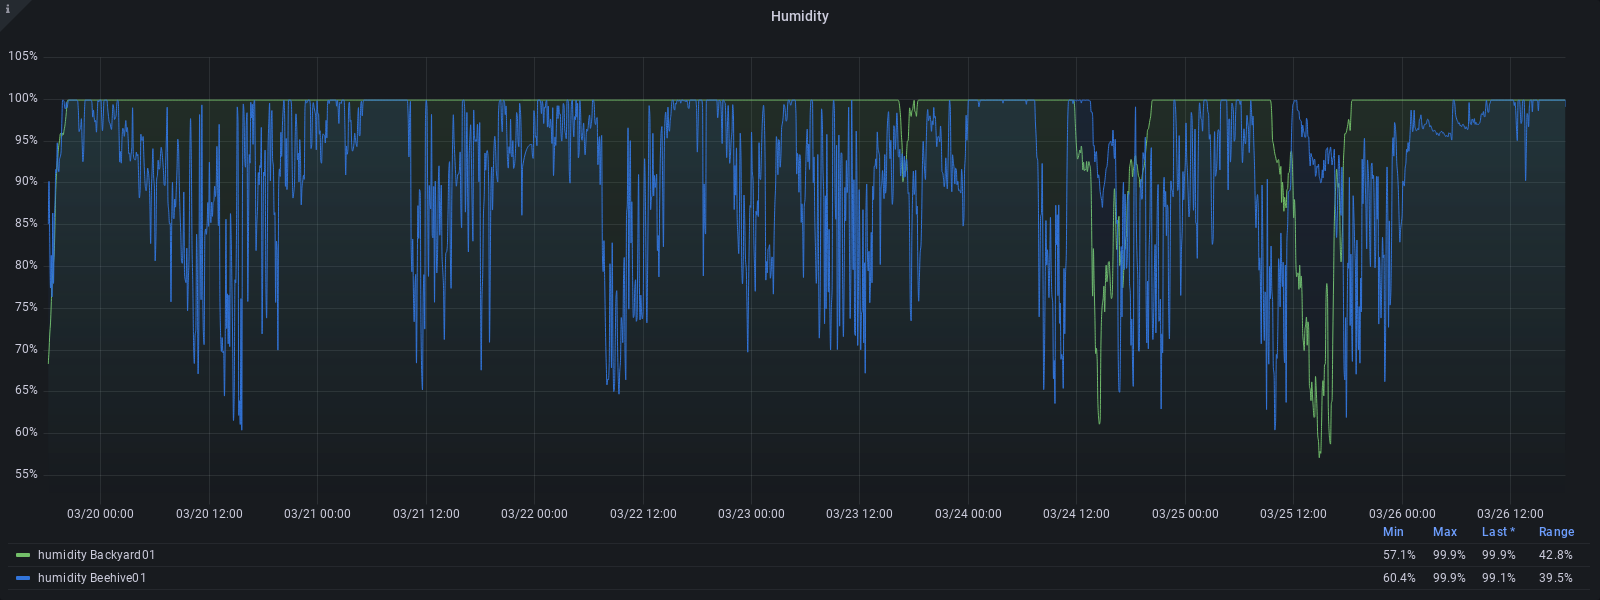 i
Humidity
105%
100%
95%
90%
85%
80%
75%
70%
65%
60%
55%
03/20 00:00 03/20 12:00 03/21 00:00 03/21 12:00 03/22 00:00 03/22 12:00 03/23 00:00 03/23 12:00 03/24 00:00 03/24 12:00 03/25 00:00 03/25 12:00 03/26 00:00 03/26 12:00
Min Max Last * Range
humidity Backyard01 57.1% 99.9% 99.9% 42.8%
humidity Beehive01 60.4% 99.9% 99.1% 39.5%